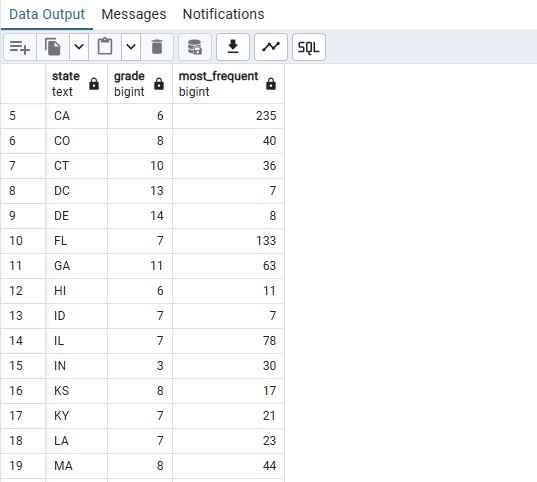 Data Output Messages Notifications
SQL
state grade most_frequent
text bigint bigint
5 CA 6 235
6 CO 8 40
7 CT 10 36
8 DC 13 7
9 DE 14 8
10 FL 7 133
11 GA 11 63
12 HI 6 11
13 ID 7 7
14 IL 7 78
15 IN 3 30
16 KS 8 17
17 KY 7 21
18 LA 7 23
19 MA 8 44